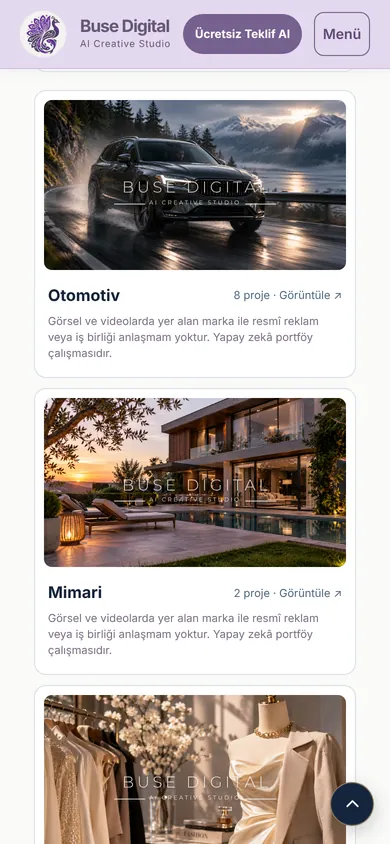 Buse Digital
AI Creative Studio
Ücretsiz Teklif Al
Menü
BUSE DIGITAL
AI CREATIVE STUDIO
Otomotiv
8 proje · Görüntüle ↗
Görsel ve videolarda yer alan marka ile resmî reklam
veya iş birliği anlaşmam yoktur. Yapay zekâ portföy
çalışmasıdır.
BUSE DIGITAL
AI CREATIVE STUDIO
Mimari
2 proje · Görüntüle ↗
Görsel ve videolarda yer alan marka ile resmî reklam
veya iş birliği anlaşmam yoktur. Yapay zekâ portföy
çalışmasıdır.
BUSE DIGITAL
AI CREATIVE STUDIO
FASHION